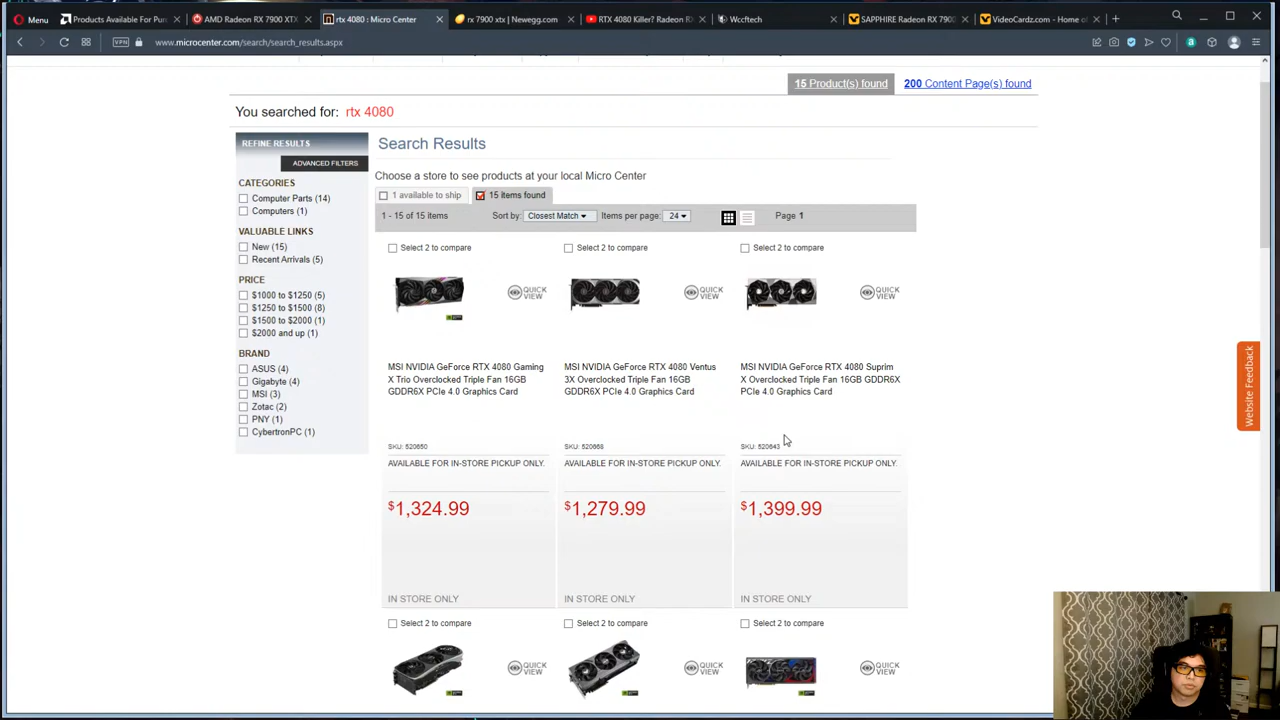 Products Available For Pur
AMD Radeon RX 7900 XTX
rtx 4080 : Micro Center
rx 7900 xtx | Newegg.com
RTX 4080 Killer? Radeon R
Wccftech
SAPPHIRE Radeon RX 7900
VideoCardz.com - Home o
Menu
VPN
www.microcenter.com/search/search_results.aspx
15 Product(s) found
200 Content Page(s) found
You searched for: rtx 4080
REFINE RESULTS
ADVANCED FILTERS
CATEGORIES
Computer Parts (14)
Computers (1)
VALUABLE LINKS
New (15)
Recent Arrivals (5)
PRICE
$1000 to $1250 (5)
$1250 to $1500 (8)
$1500 to $2000 (1)
$2000 and up (1)
BRAND
ASUS (4)
Gigabyte (4)
MSI (3)
Zotac (2)
PNY (1)
CybertronPC (1)
Search Results
Choose a store to see products at your local Micro Center
1 available to ship
15 items found
1 - 15 of 15 items
Sort by: Closest Match
Items per page: 24
Page 1
Select 2 to compare
QUICK
VIEW
MSI NVIDIA GeForce RTX 4080 Gaming
X Trio Overclocked Triple Fan 16GB
GDDR6X PCIe 4.0 Graphics Card
SKU: 520650
AVAILABLE FOR IN-STORE PICKUP ONLY.
$1,324.99
IN STORE ONLY
Select 2 to compare
QUICK
VIEW
MSI NVIDIA GeForce RTX 4080 Ventus
3X Overclocked Triple Fan 16GB
GDDR6X PCIe 4.0 Graphics Card
SKU: 520668
AVAILABLE FOR IN-STORE PICKUP ONLY.
$1,279.99
IN STORE ONLY
Select 2 to compare
QUICK
VIEW
MSI NVIDIA GeForce RTX 4080 Suprim
X Overclocked Triple Fan 16GB GDDR6X
PCIe 4.0 Graphics Card
SKU: 520643
AVAILABLE FOR IN-STORE PICKUP ONLY.
$1,399.99
IN STORE ONLY
Select 2 to compare
QUICK
VIEW
Select 2 to compare
QUICK
VIEW
Select 2 to compare
QUICK
VIEW
Website Feedback